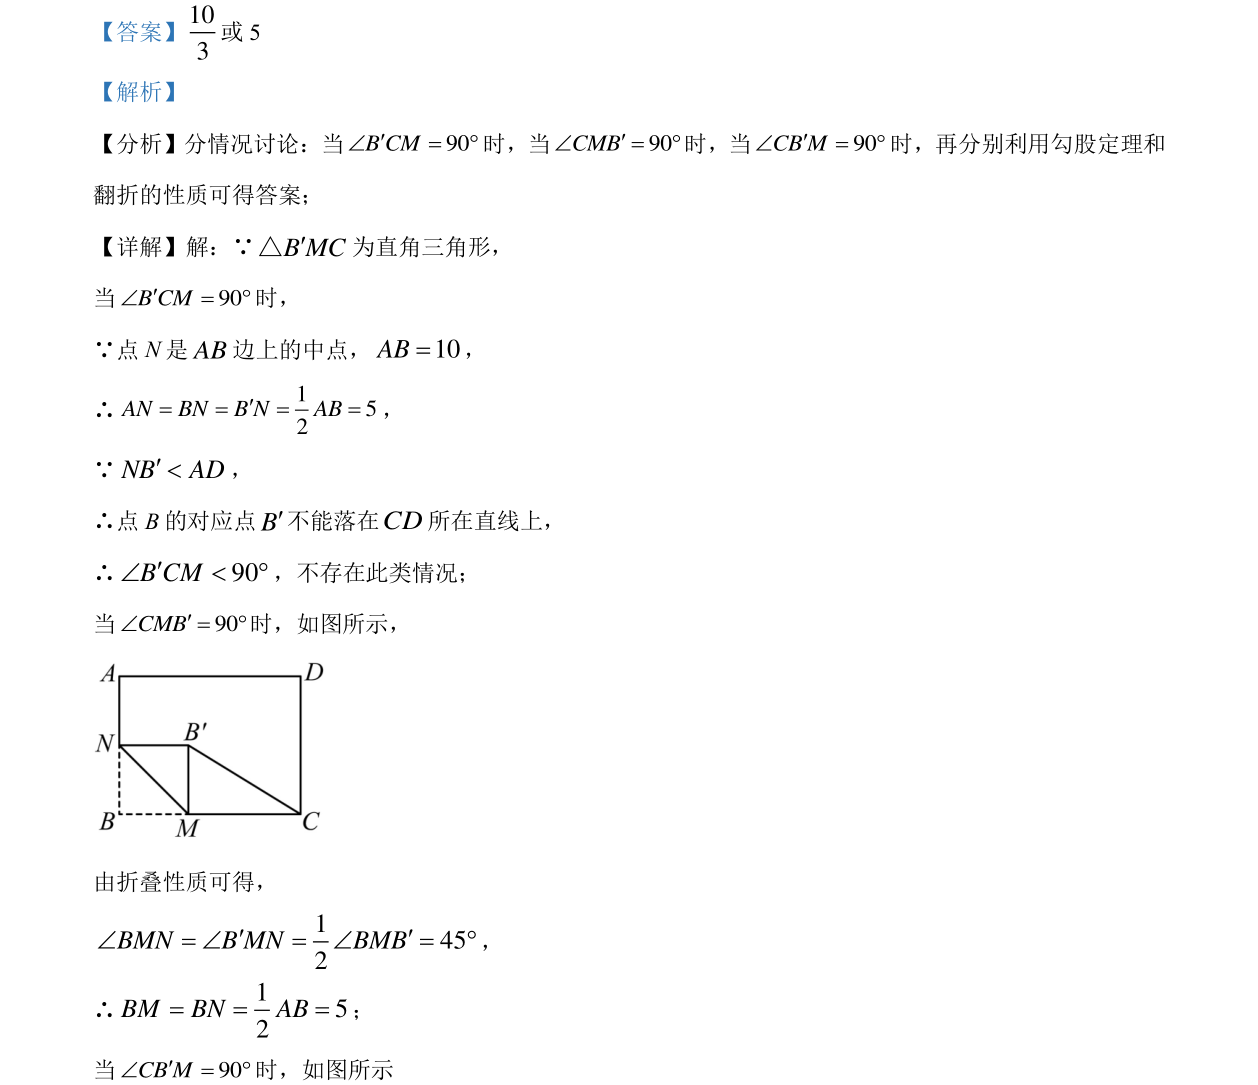 【答案】10/3 或 5
【解析】
【分析】分情况讨论：当∠B′CM = 90°时，当∠CMB′ = 90°时，当∠CB′M = 90°时，再分别利用勾股定理和
翻折的性质可得答案；
【详解】解：∵ △B′MC 为直角三角形，
当∠B′CM = 90°时，
∵点 N 是 AB 边上的中点， AB = 10，
∴ AN = BN = B′N = 1/2 AB = 5，
∵ NB′ < AD，
∴点 B 的对应点 B′ 不能落在 CD 所在直线上，
∴ ∠B′CM < 90°，不存在此类情况；
当∠CMB′ = 90°时，如图所示，
A D
N B′
B M C
由折叠性质可得，
∠BMN = ∠B′MN = 1/2 ∠BMB′ = 45°，
∴ BM = BN = 1/2 AB = 5；
当∠CB′M = 90°时，如图所示